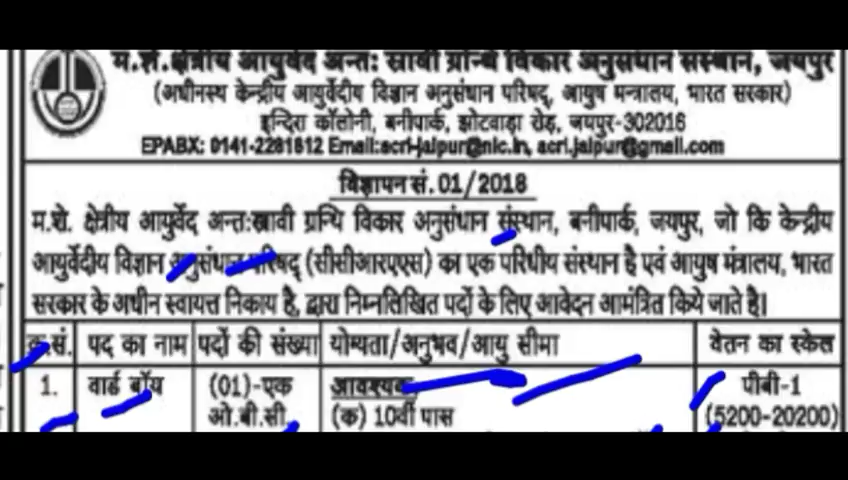 म.शे.क्षेत्रीय आयुर्वेद अन्तः स्रावी ग्रन्थि विकार अनुसंधान संस्थान, जयपुर
(अधीनस्थ केन्द्रीय आयुर्वेदीय विज्ञान अनुसंधान परिषद्, आयुष मन्त्रालय, भारत सरकार)
इन्दिरा कॉलोनी, बनीपार्क, झोटवाड़ा रोड़, जयपुर-302016
EPABX: 0141-2281812 Email:acri-jaipur@nic.in, acri.jaipur@gmail.com
विज्ञापन सं. 01/2018
म.शे. क्षेत्रीय आयुर्वेद अन्त:स्रावी ग्रन्थि विकार अनुसंधान संस्थान, बनीपार्क, जयपुर, जो कि केन्द्रीय
आयुर्वेदीय विज्ञान अनुसंधान परिषद् (सीसीआरएएस) का एक परिधीय संस्थान है एवं आयुष मंत्रालय, भारत
सरकार के अधीन स्वायत्त निकाय है, द्वारा निम्नलिखित पदों के लिए आवेदन आमंत्रित किये जाते है।
क्र.सं. पद का नाम पदों की संख्या योग्यता/अनुभव/आयु सीमा वेतन का स्केल
1. वार्ड बॉय (01)-एक आवश्यक पीबी-1
ओ.बी.सी. (क) 10वीं पास (5200-20200)